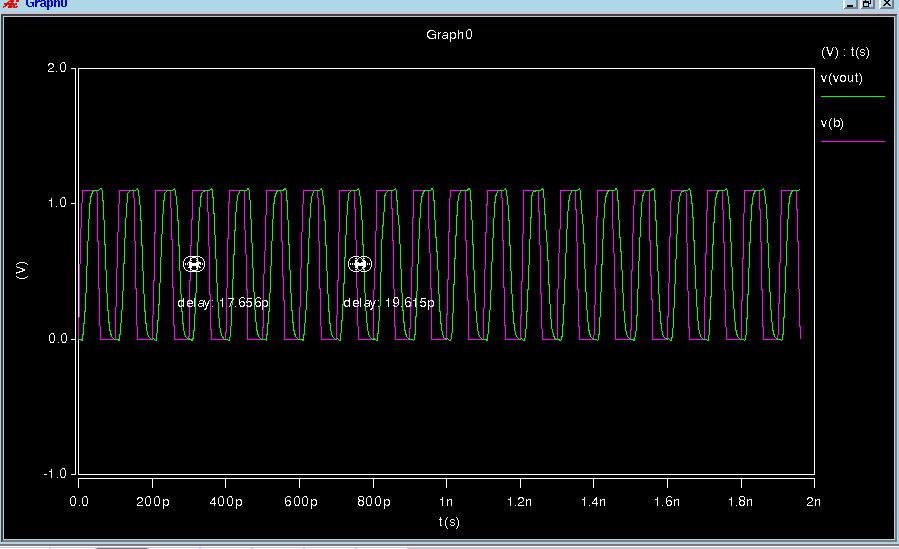 Graph0
Graph0
(V) : t(s)
v(vout)
v(b)
2.0
1.0
0.0
-1.0
(V)
delay: 17.656p delay: 19.615p
0.0 200p 400p 600p 800p 1n 1.2n 1.4n 1.6n 1.8n 2n
t(s)